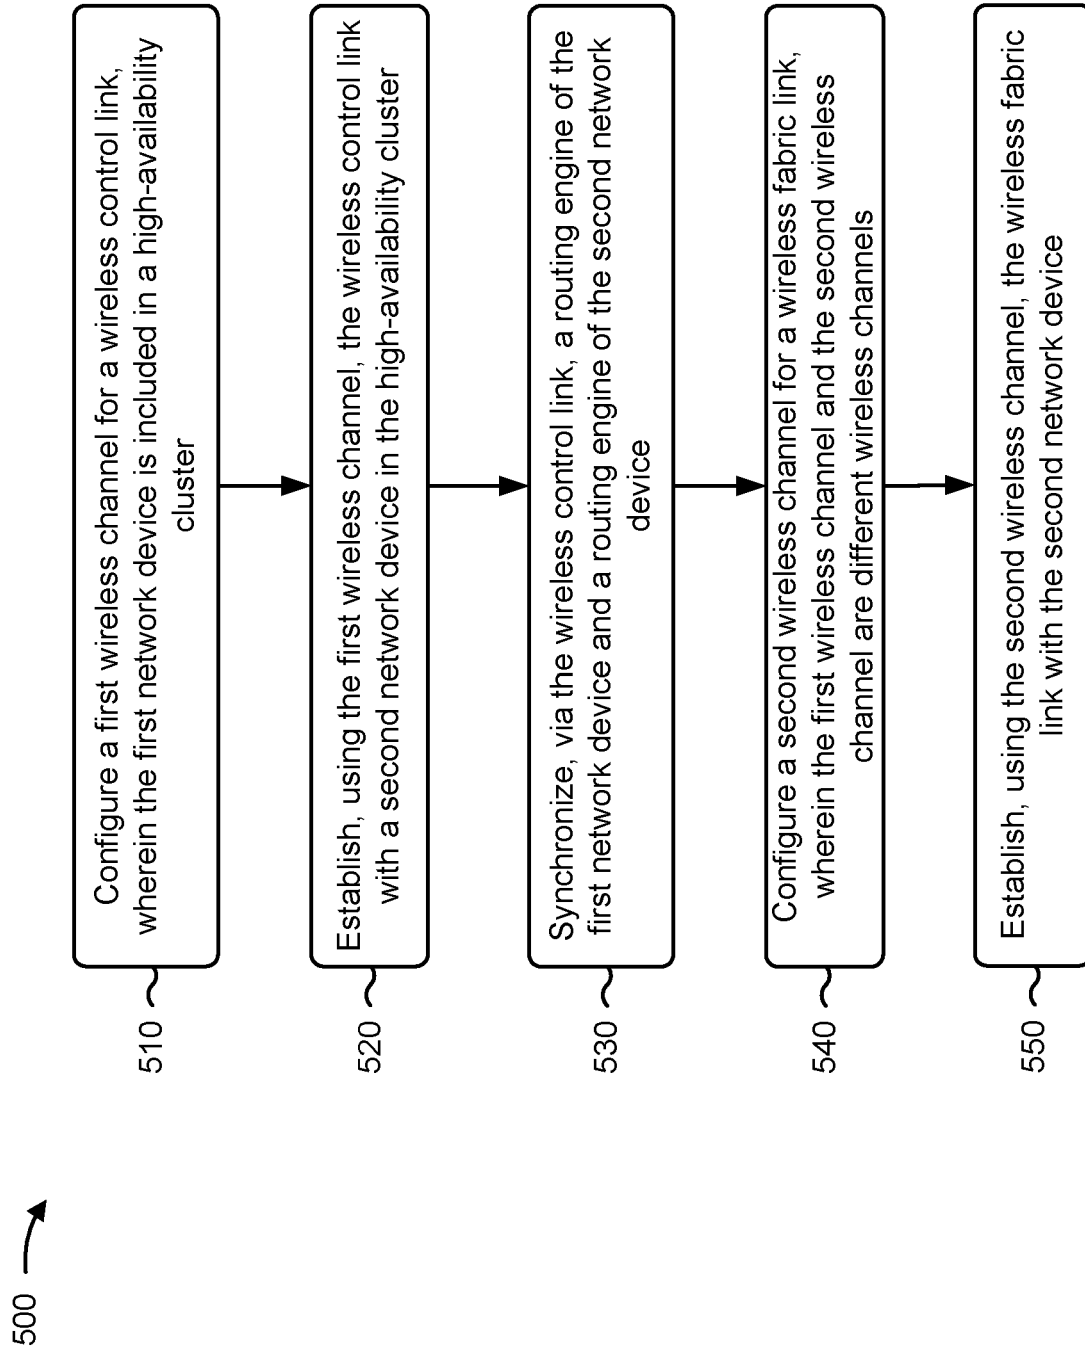 500
510
Configure a first wireless channel for a wireless control link,
wherein the first network device is included in a high-availability
cluster
520
Establish, using the first wireless channel, the wireless control link
with a second network device in the high-availability cluster
530
Synchronize, via the wireless control link, a routing engine of the
first network device and a routing engine of the second network
device
540
Configure a second wireless channel for a wireless fabric link,
wherein the first wireless channel and the second wireless
channel are different wireless channels
550
Establish, using the second wireless channel, the wireless fabric
link with the second network device